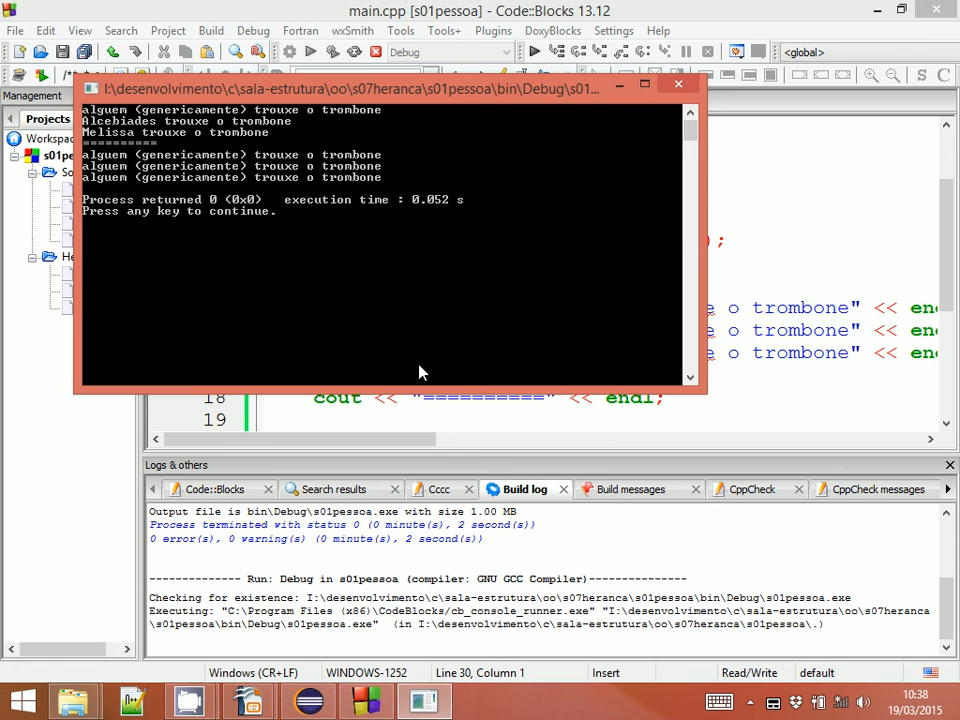 main.cpp [s01pessoa] - Code::Blocks 13.12
File Edit View Search Project Build Debug Fortran wxSmith Tools Tools+ Plugins DoxyBlocks Settings Help
Debug
<global>
S C
Management
I:\desenvolvimento\c\sala-estrutura\oo\s07heranca\s01pessoa\bin\Debug\s01...
Projects
Workspa
s01pe
So
He
alguem (genericamente) trouxe o trombone
Alcebiades trouxe o trombone
Melissa trouxe o trombone
==========
alguem (genericamente) trouxe o trombone
alguem (genericamente) trouxe o trombone
alguem (genericamente) trouxe o trombone
Process returned 0 (0x0)   execution time : 0.052 s
Press any key to continue.
);
e o trombone" << end
e o trombone" << end
e o trombone" << end
18 cout << "==========" << endl;
19
Logs & others
Code::Blocks Search results Cccc Build log Build messages CppCheck CppCheck messages
Output file is bin\Debug\s01pessoa.exe with size 1.00 MB
Process terminated with status 0 (0 minute(s), 2 second(s))
0 error(s), 0 warning(s) (0 minute(s), 2 second(s))
-------------- Run: Debug in s01pessoa (compiler: GNU GCC Compiler)---------------
Checking for existence: I:\desenvolvimento\c\sala-estrutura\oo\s07heranca\s01pessoa\bin\Debug\s01pessoa.exe
Executing: "C:\Program Files (x86)\CodeBlocks/cb_console_runner.exe" "I:\desenvolvimento\c\sala-estrutura\oo\s07heranca
\s01pessoa\bin\Debug\s01pessoa.exe"  (in I:\desenvolvimento\c\sala-estrutura\oo\s07heranca\s01pessoa\.)
Windows (CR+LF) WINDOWS-1252 Line 30, Column 1 Insert Read/Write default
10:38
19/03/2015